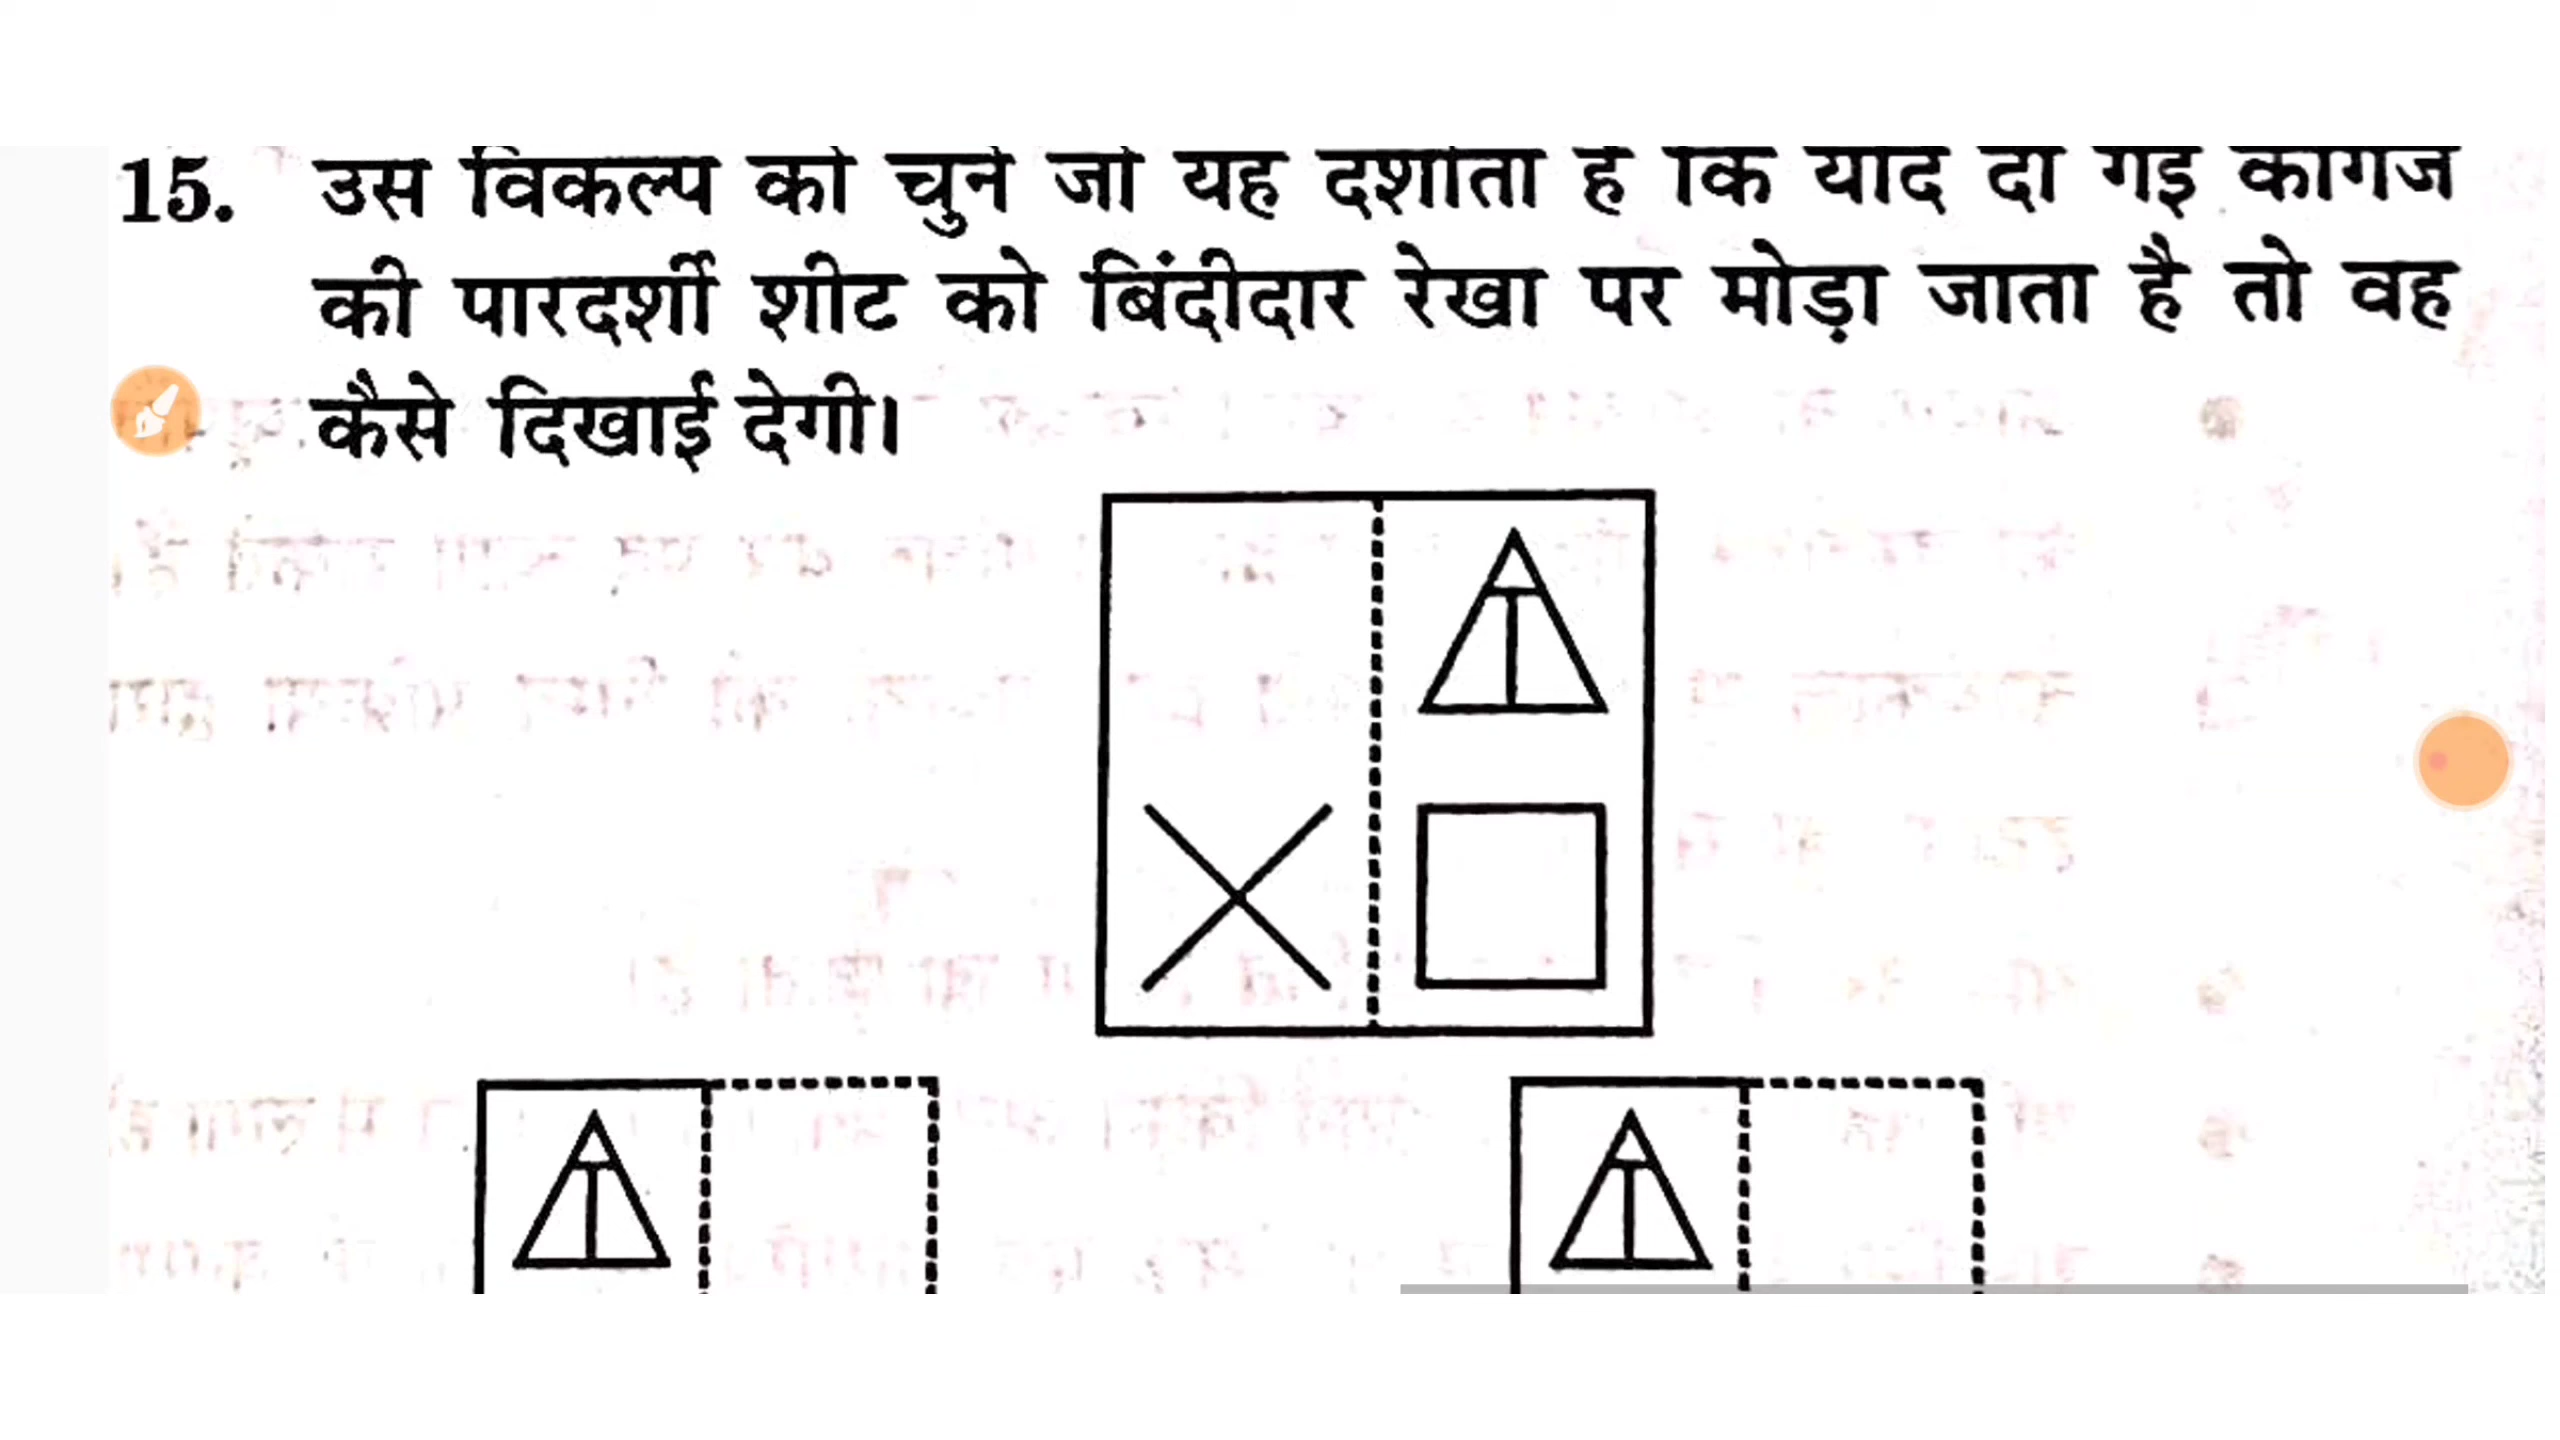 15. उस विकल्प को चुनें जो यह दर्शाता है कि यदि दी गई कागज
की पारदर्शी शीट को बिंदीदार रेखा पर मोड़ा जाता है तो वह
कैसे दिखाई देगी।